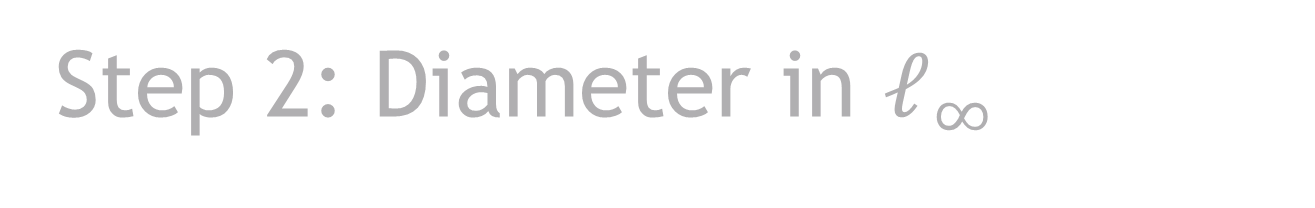 Step 2: Diameter in ℓ∞